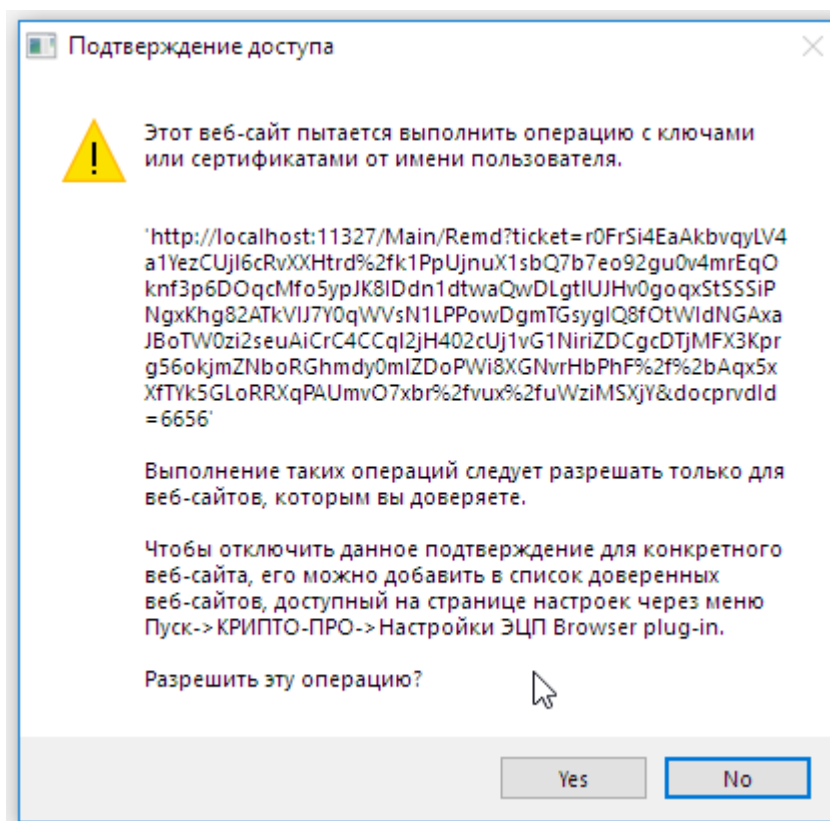 Подтверждение доступа
Этот веб-сайт пытается выполнить операцию с ключами
или сертификатами от имени пользователя.
'http://localhost:11327/Main/Remd?ticket=r0FrSi4EaAkbvqyLV4
a1YezCUjI6cRvXXHtrd%2fk1PpUjnuX1sbQ7b7eo92gu0v4mrEqO
knf3p6DOqcMfo5ypJK8IDdn1dtwaQwDLgtIUJHv0goqxStSSSiP
NgxKhg82ATkVIJ7Y0qWVsN1LPPowDgmTGsygIQ8fOtWIdNGAxa
JBoTW0zi2seuAiCrC4CCqI2jH402cUj1vG1NiriZDCgcDTjMFX3Kpr
g56okjmZNboRGhmdy0mIZDoPWi8XGNvrHbPhF%2f%2bAqx5x
XfTYk5GLoRRXqPAUmvO7xbr%2fvux%2fuWziMSXjY&docprvdId
=6656'
Выполнение таких операций следует разрешать только для
веб-сайтов, которым вы доверяете.
Чтобы отключить данное подтверждение для конкретного
веб-сайта, его можно добавить в список доверенных
веб-сайтов, доступный на странице настроек через меню
Пуск->КРИПТО-ПРО->Настройки ЭЦП Browser plug-in.
Разрешить эту операцию?
Yes
No